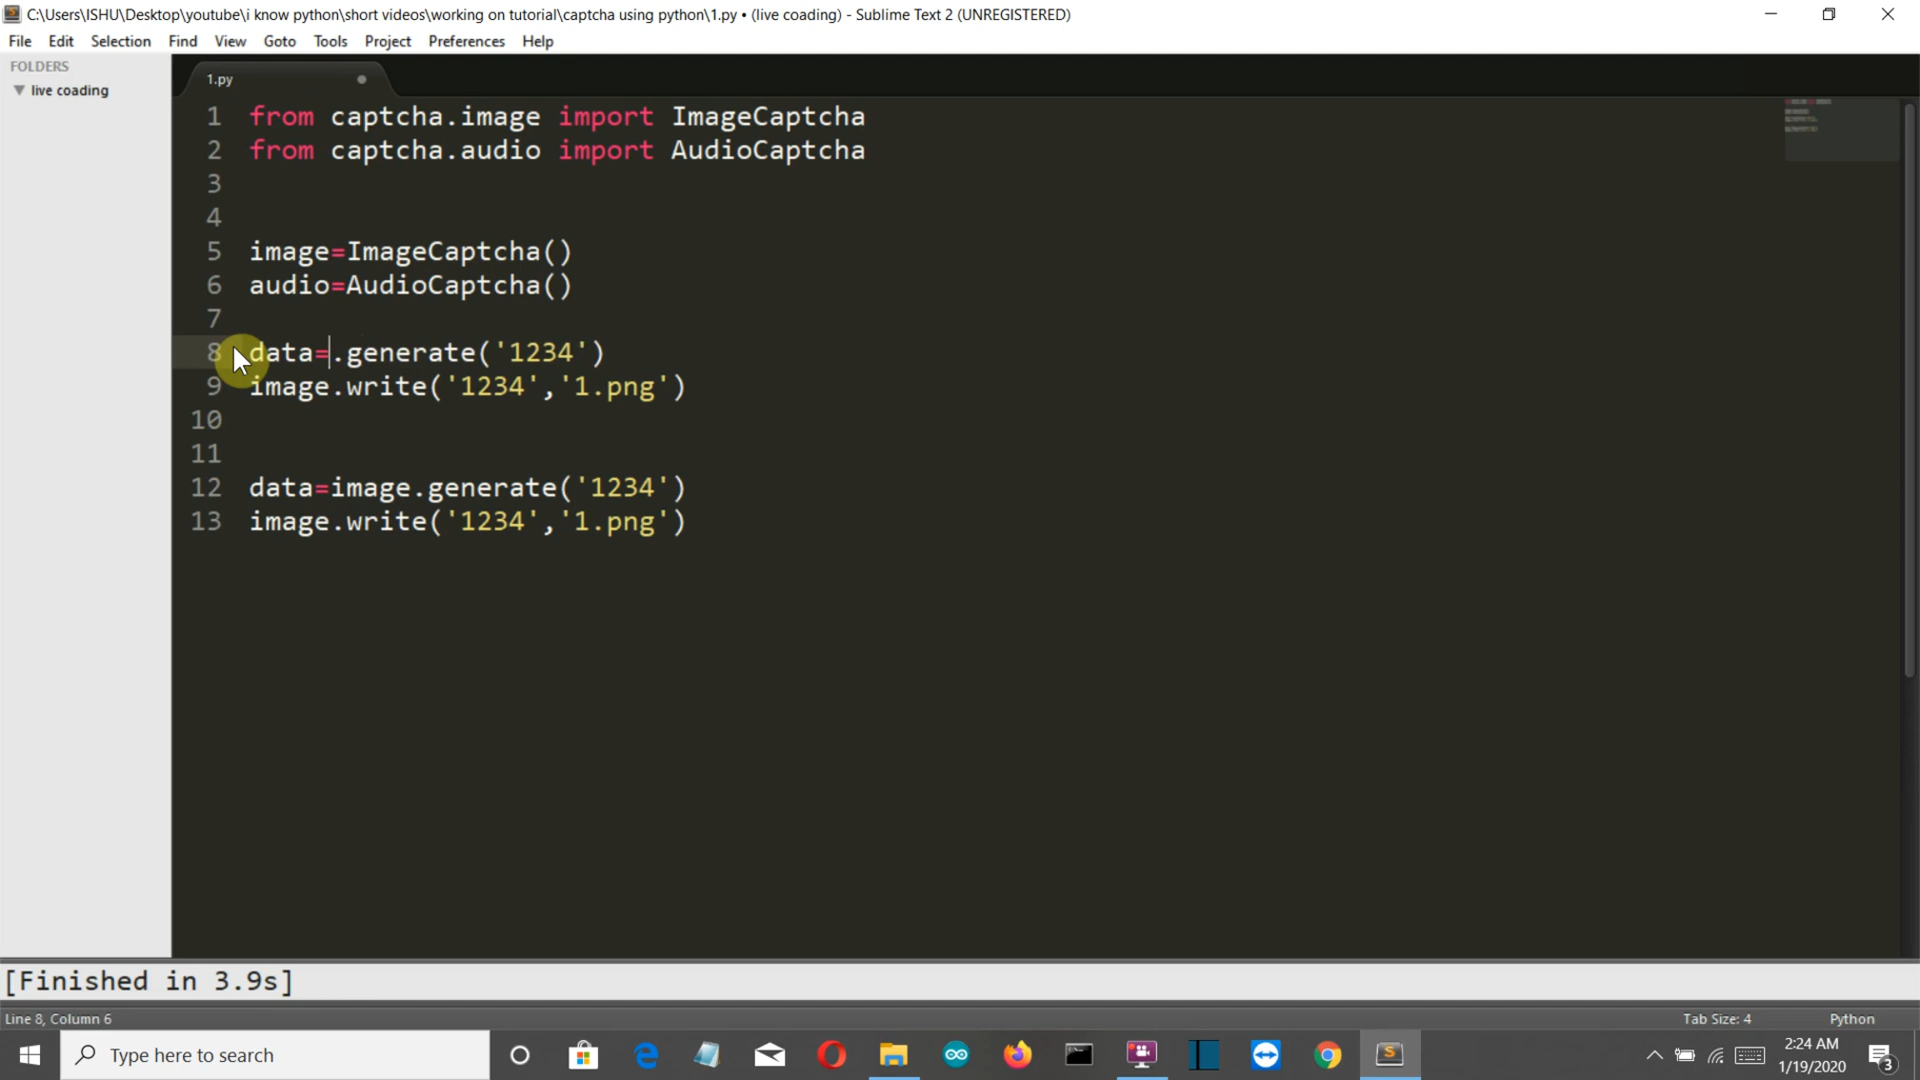 C:\Users\ISHU\Desktop\youtube\i know python\short videos\working on tutorial\captcha using python\1.py • (live coading) - Sublime Text 2 (UNREGISTERED)
File Edit Selection Find View Goto Tools Project Preferences Help
FOLDERS
live coading
1.py
1 from captcha.image import ImageCaptcha
2 from captcha.audio import AudioCaptcha
3
4
5 image=ImageCaptcha()
6 audio=AudioCaptcha()
7
8 data=.generate('1234')
9 image.write('1234','1.png')
10
11
12 data=image.generate('1234')
13 image.write('1234','1.png')
[Finished in 3.9s]
Line 8, Column 6 Tab Size: 4 Python
Type here to search
2:24 AM
1/19/2020
3